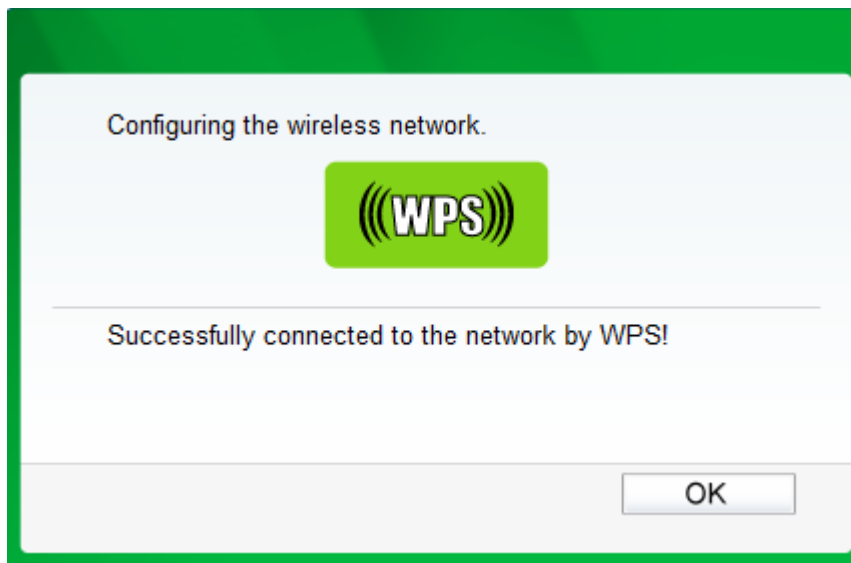 Configuring the wireless network.
WPS
Successfully connected to the network by WPS!
OK